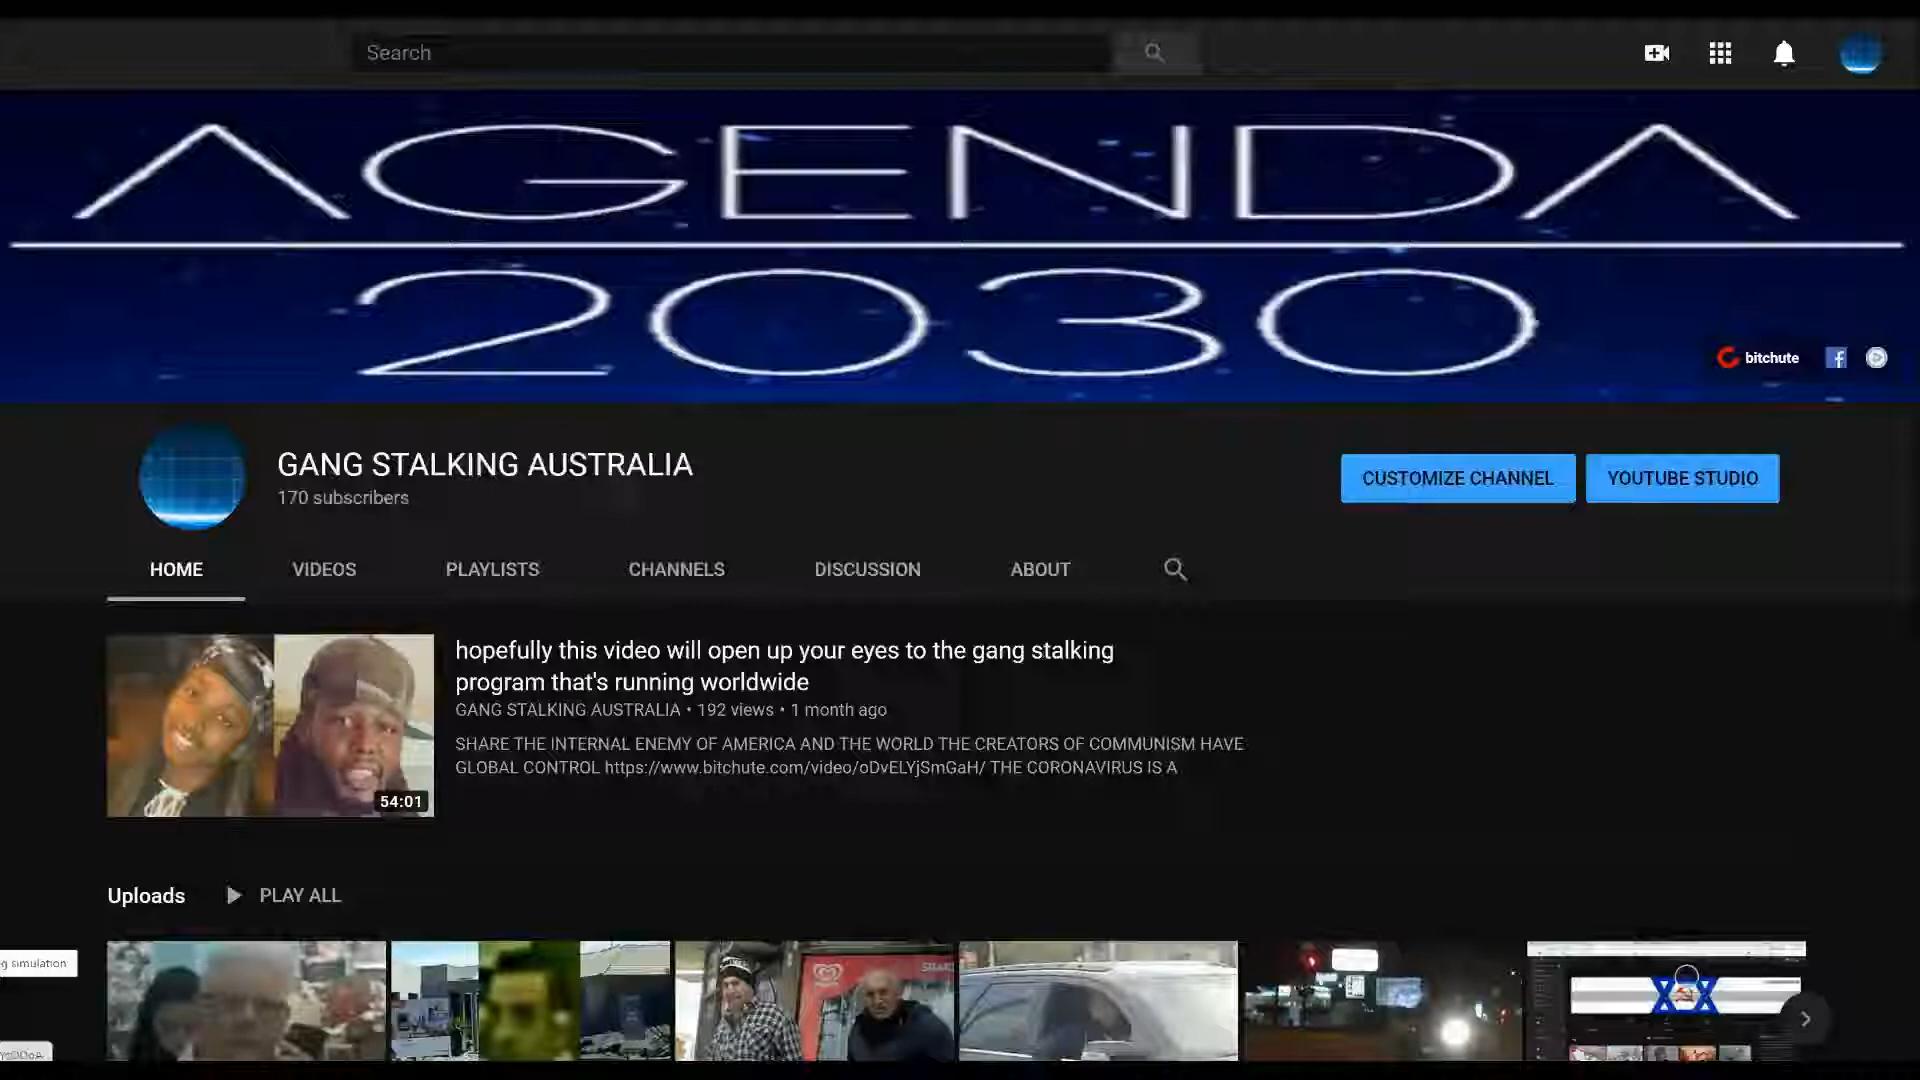 Search
AGENDA
2030
bitchute
GANG STALKING AUSTRALIA
170 subscribers
CUSTOMIZE CHANNEL
YOUTUBE STUDIO
HOME
VIDEOS
PLAYLISTS
CHANNELS
DISCUSSION
ABOUT
hopefully this video will open up your eyes to the gang stalking
program that's running worldwide
GANG STALKING AUSTRALIA • 192 views • 1 month ago
SHARE THE INTERNAL ENEMY OF AMERICA AND THE WORLD THE CREATORS OF COMMUNISM HAVE
GLOBAL CONTROL https://www.bitchute.com/video/oDvELYjSmGaH/ THE CORONAVIRUS IS A
54:01
Uploads
PLAY ALL
g simulation